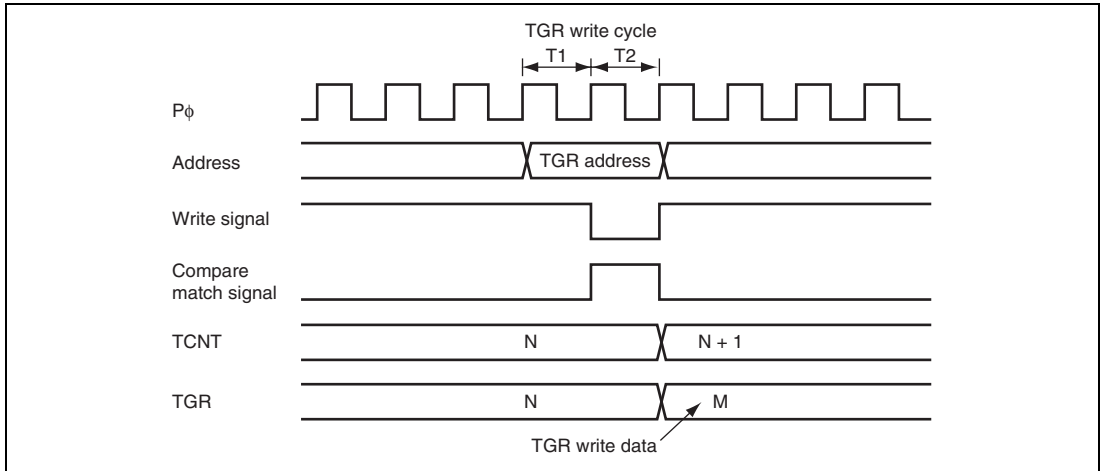 TGR write cycle
T1 T2
Pϕ
Address TGR address
Write signal
Compare
match signal
TCNT N N + 1
TGR N M
TGR write data